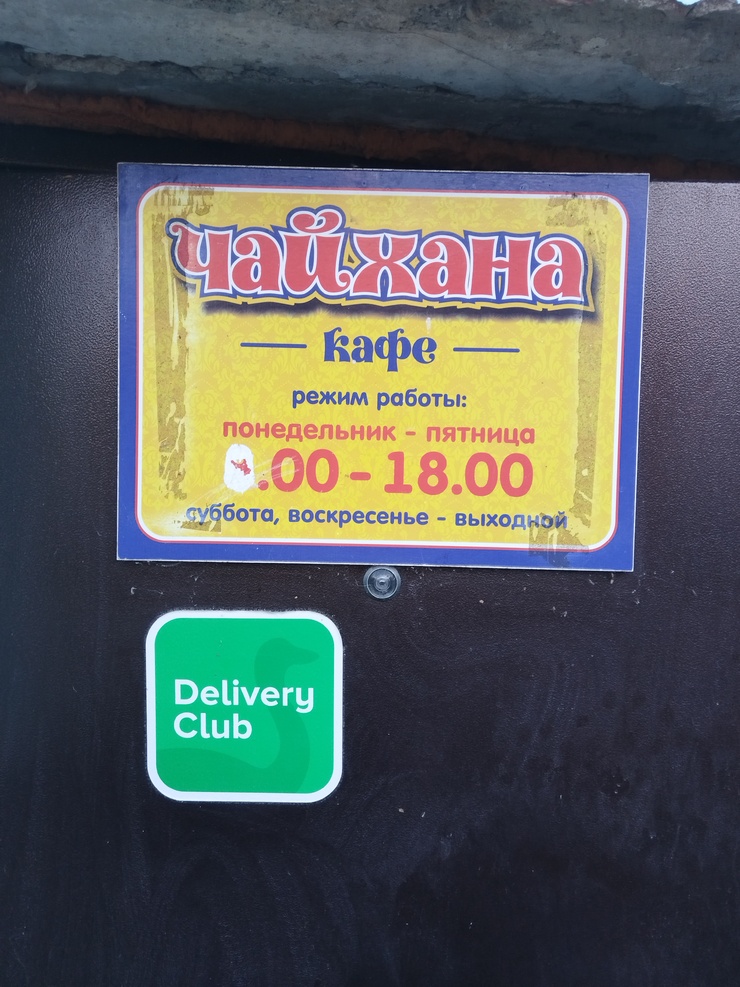 чайхана
кафе
режим работы:
понедельник - пятница
.00 - 18.00
суббота, воскресенье - выходной
Delivery
Club